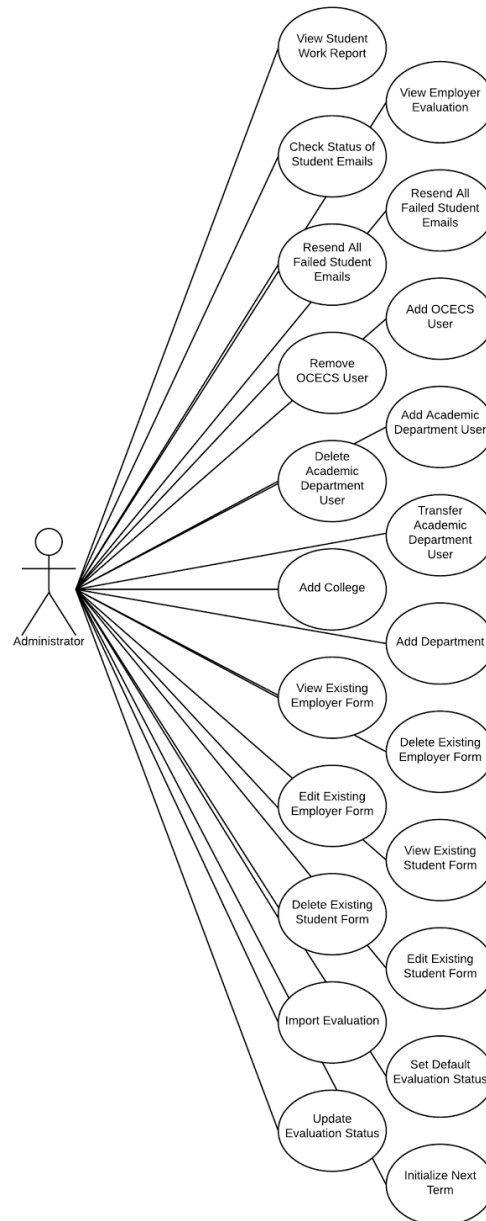 View Student
Work Report
View Employer
Evaluation
Check Status of
Student Emails
Resend All
Failed Student
Emails
Resend All
Failed Student
Emails
Add OCECS
User
Remove
OCECS User
Add Academic
Department User
Delete
Academic
Department
User
Transfer
Academic
Department
User
Administrator
Add College
Add Department
View Existing
Employer Form
Delete Existing
Employer Form
Edit Existing
Employer Form
View Existing
Student Form
Delete Existing
Student Form
Edit Existing
Student Form
Import Evaluation
Set Default
Evaluation Status
Update
Evaluation Status
Initialize Next
Term